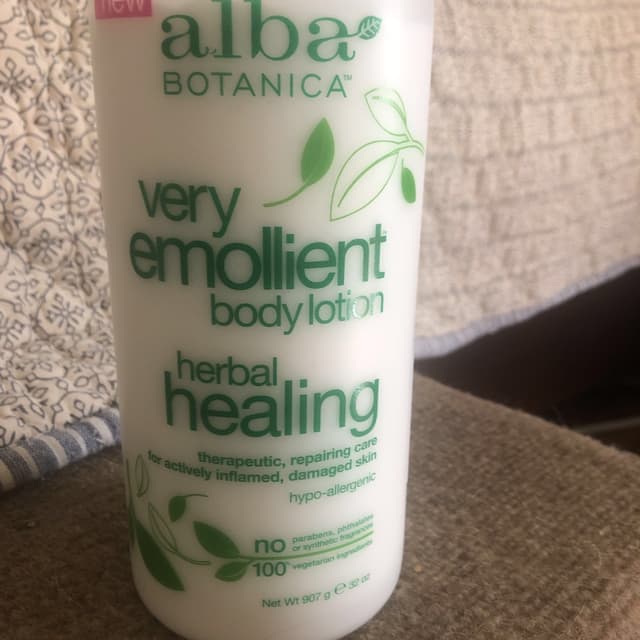 new
alba
BOTANICA™
very
emollient
body lotion
herbal
healing
therapeutic, repairing care
for actively inflamed, damaged skin
hypo-allergenic
no parabens, phthalates
or synthetic fragrances
100 vegetarian ingredients
Net Wt 907 g ℮ 32 oz